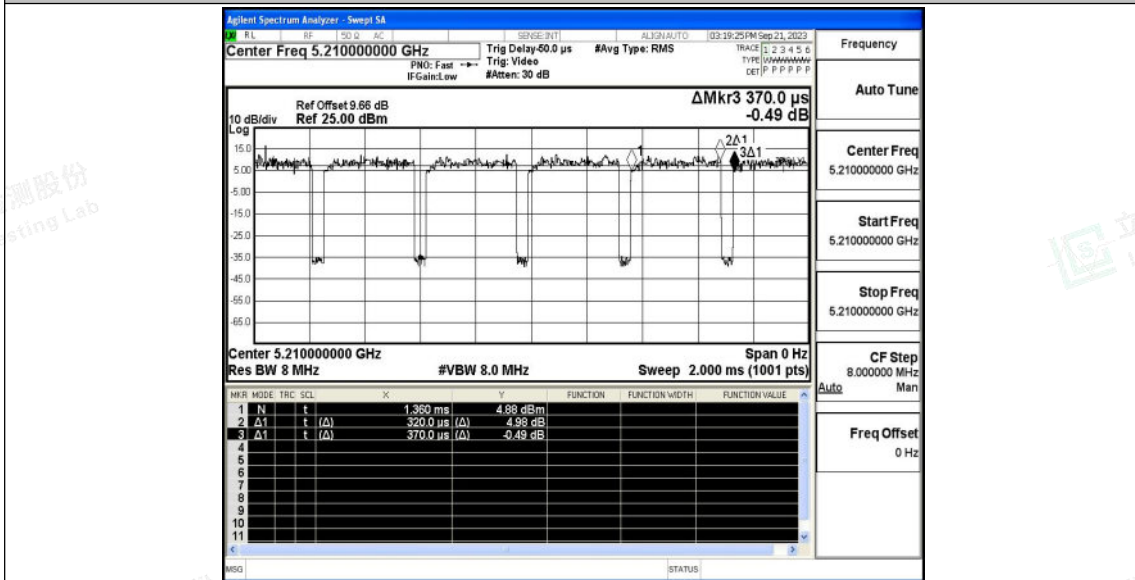 Agilent Spectrum Analyzer - Swept SA
RL RF 50 Ω AC SENSE:INT ALIGNAUTO 03:19:25 PM Sep 21, 2023
Center Freq 5.210000000 GHz
PNO: Fast
IFGain:Low
Trig Delay-50.0 µs
Trig: Video
#Atten: 30 dB
#Avg Type: RMS
TRACE 1 2 3 4 5 6
TYPE
DET P P P P P P
Frequency
Auto Tune
Center Freq
5.210000000 GHz
Start Freq
5.210000000 GHz
Stop Freq
5.210000000 GHz
CF Step
8.000000 MHz
Auto Man
Freq Offset
0 Hz
ΔMkr3 370.0 µs
-0.49 dB
Ref Offset 9.66 dB
10 dB/div Ref 25.00 dBm
Log
15.0
5.00
-5.00
-15.0
-25.0
-35.0
-45.0
-55.0
-65.0
1
2Δ1
3Δ1
Center 5.210000000 GHz Span 0 Hz
Res BW 8 MHz #VBW 8.0 MHz Sweep 2.000 ms (1001 pts)
MKR MODE TRC SCL X Y FUNCTION FUNCTION WIDTH FUNCTION VALUE
1 N t 1.360 ms 4.88 dBm
2 Δ1 t (Δ) 320.0 µs (Δ) 4.98 dB
3 Δ1 t (Δ) 370.0 µs (Δ) -0.49 dB
4
5
6
7
8
9
10
11
MSG STATUS
测股份
sting Lab
立